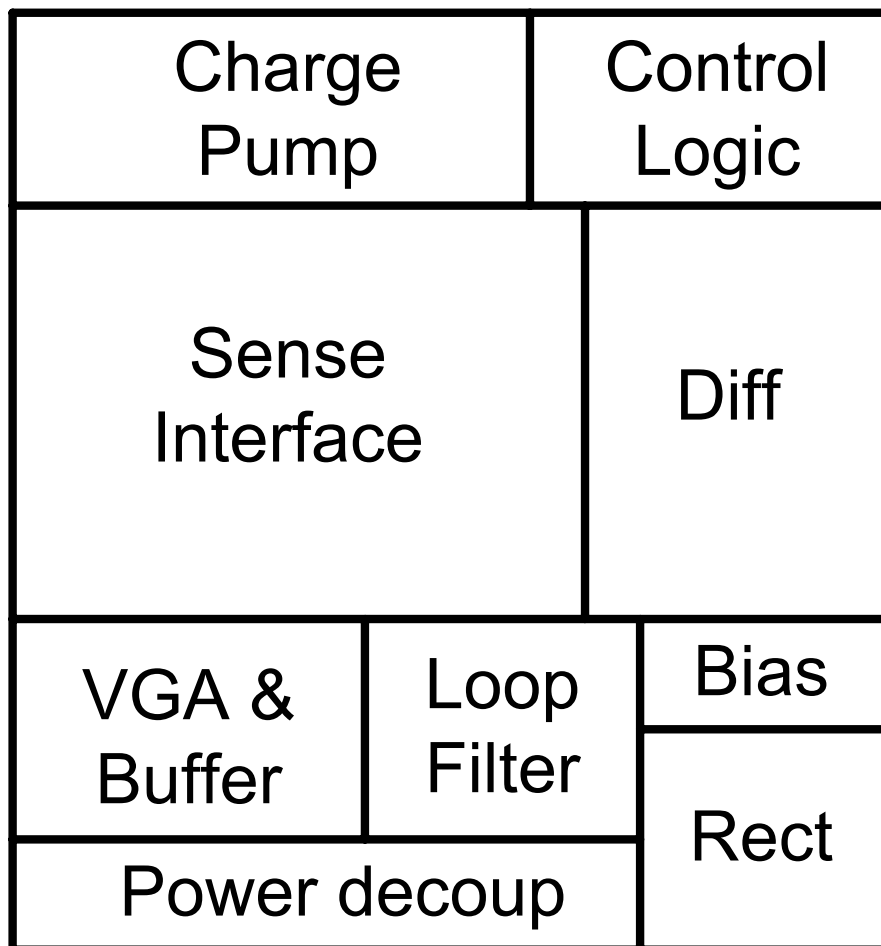 Charge
Pump
Control
Logic
Sense
Interface
Diff
VGA &
Buffer
Loop
Filter
Bias
Rect
Power decoup